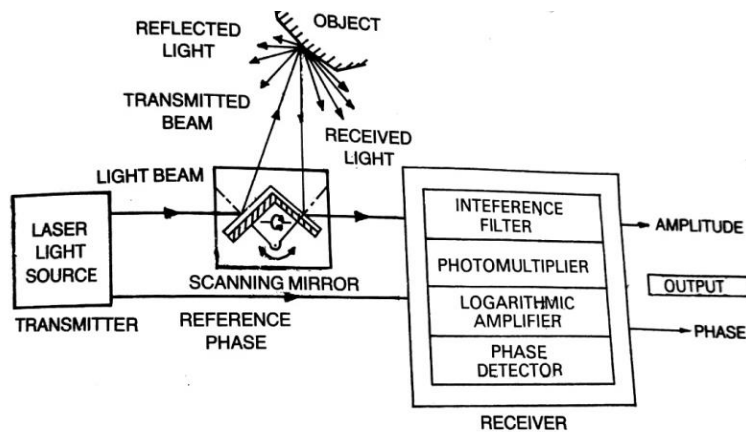 OBJECT
REFLECTED
LIGHT
TRANSMITTED
BEAM
RECEIVED
LIGHT
LIGHT BEAM
LASER
LIGHT
SOURCE
TRANSMITTER
SCANNING MIRROR
REFERENCE
PHASE
INTEFERENCE
FILTER
PHOTOMULTIPLIER
LOGARITHMIC
AMPLIFIER
PHASE
DETECTOR
RECEIVER
AMPLITUDE
OUTPUT
PHASE